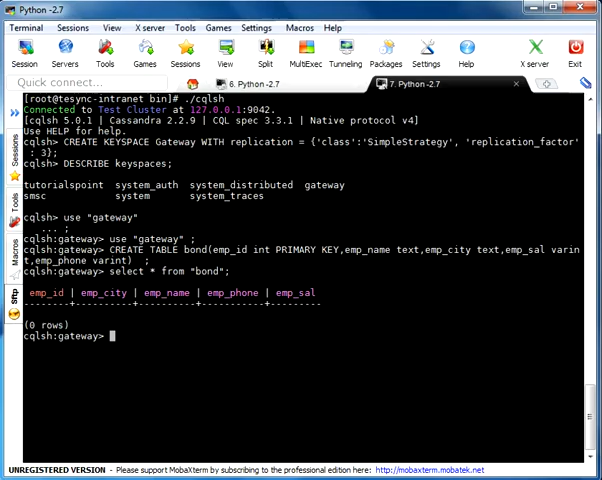 Python -2.7
Terminal Sessions View X server Tools Games Settings Macros Help
Session Servers Tools Games Sessions View Split MultiExec Tunneling Packages Settings Help X server Exit
Quick connect...
6. Python -2.7
7. Python -2.7
Sessions
Tools
Macros
Sftp
[root@tesync-intranet bin]# ./cqlsh
Connected to Test Cluster at 127.0.0.1:9042.
[cqlsh 5.0.1 | Cassandra 2.2.9 | CQL spec 3.3.1 | Native protocol v4]
Use HELP for help.
cqlsh> CREATE KEYSPACE Gateway WITH replication = {'class':'SimpleStrategy', 'replication_factor'
: 3};
cqlsh> DESCRIBE keyspaces;
tutorialspoint system_auth system_distributed gateway
smsc system system_traces
cqlsh> use "gateway"
... ;
cqlsh:gateway> use "gateway" ;
cqlsh:gateway> CREATE TABLE bond(emp_id int PRIMARY KEY,emp_name text,emp_city text,emp_sal varin
t,emp_phone varint) ;
cqlsh:gateway> select * from "bond";
emp_id | emp_city | emp_name | emp_phone | emp_sal
--------+----------+----------+-----------+---------
(0 rows)
cqlsh:gateway>
UNREGISTERED VERSION - Please support MobaXterm by subscribing to the professional edition here: http://mobaxterm.mobatek.net